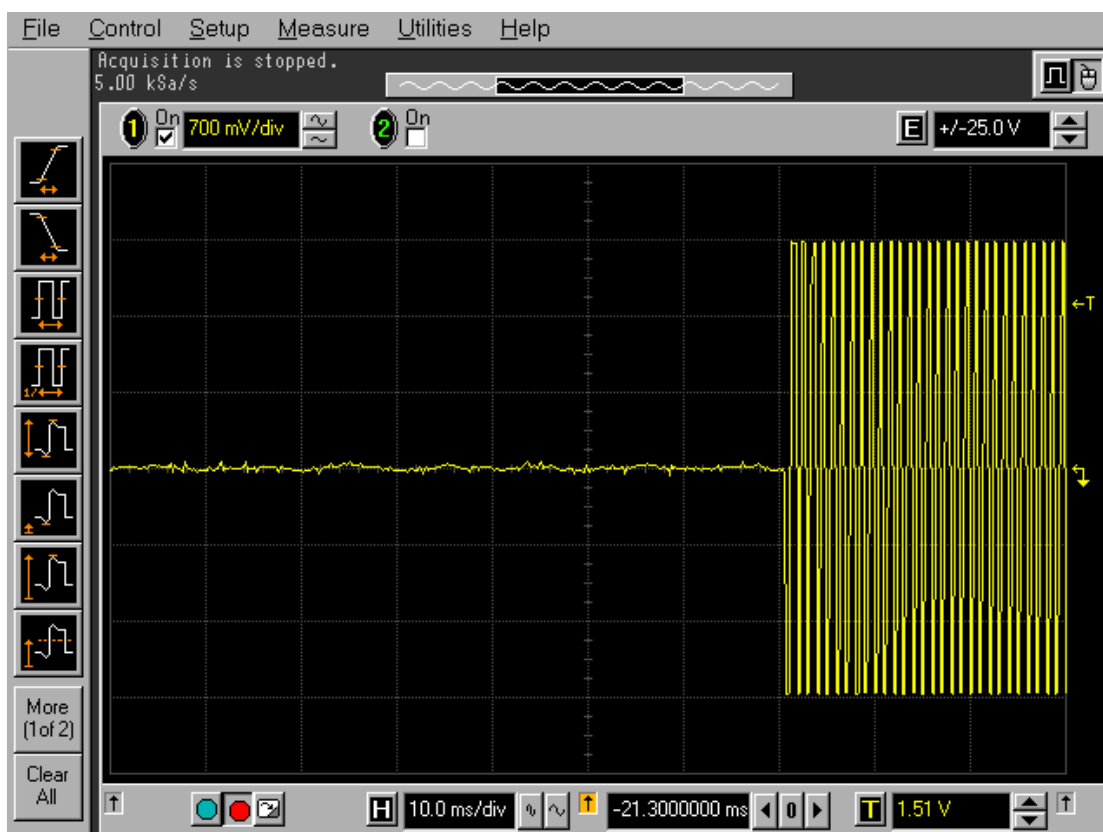 File Control Setup Measure Utilities Help
Acquisition is stopped.
5.00 kSa/s
1 On 700 mV/div 2 On E +/-25.0 V
T
1/
More
(1of 2)
Clear
All
H 10.0 ms/div -21.3000000 ms 0 T 1.51 V